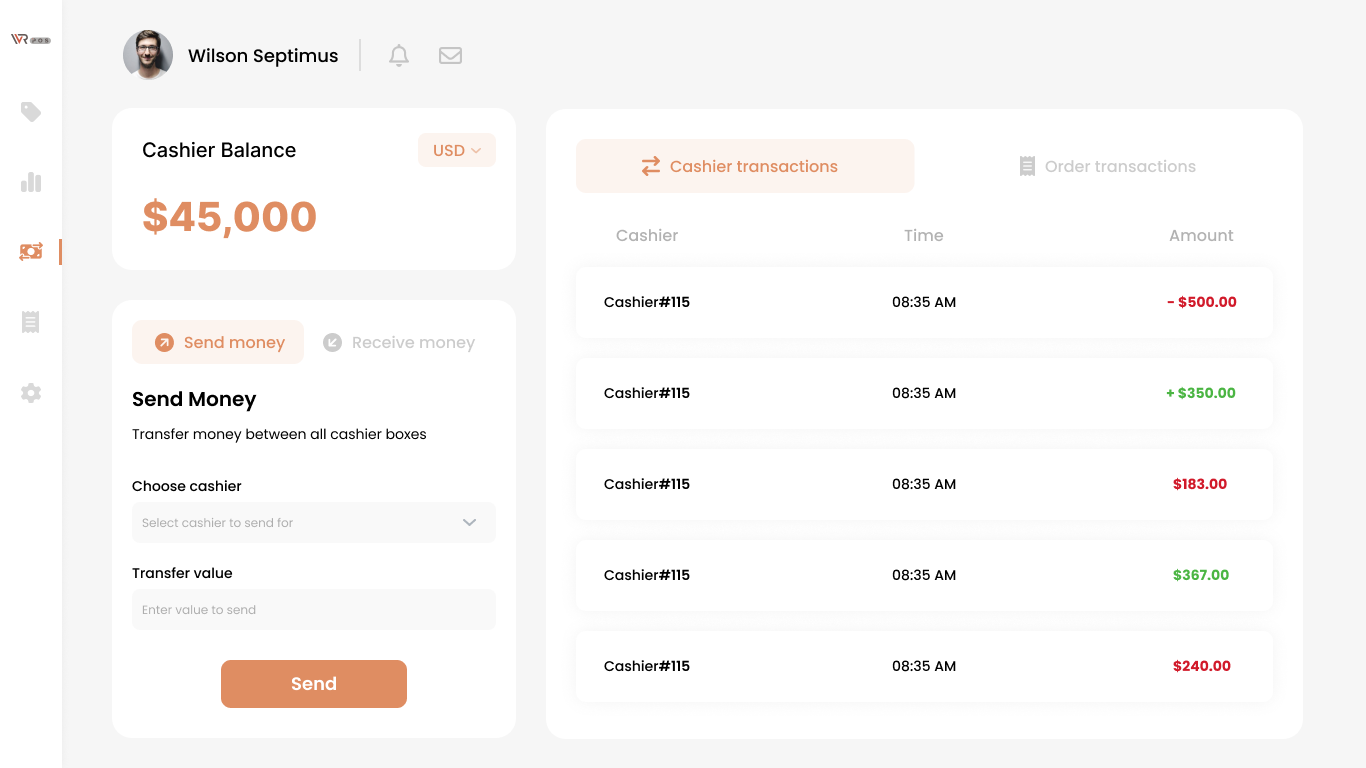 WR POS
Wilson Septimus
Cashier Balance
USD
$45,000
Send money
Receive money
Send Money
Transfer money between all cashier boxes
Choose cashier
Select cashier to send for
Transfer value
Enter value to send
Send
Cashier transactions
Order transactions
Cashier Time Amount
Cashier#115 08:35 AM - $500.00
Cashier#115 08:35 AM + $350.00
Cashier#115 08:35 AM $183.00
Cashier#115 08:35 AM $367.00
Cashier#115 08:35 AM $240.00